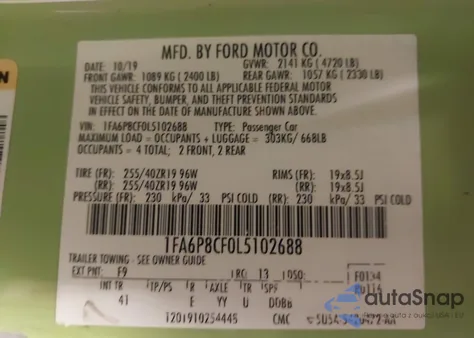 MFD. BY FORD MOTOR CO.
DATE: 10/19 GVWR: 2141 KG ( 4720 LB)
FRONT GAWR: 1089 KG ( 2400 LB) REAR GAWR: 1057 KG ( 2330 LB)
THIS VEHICLE CONFORMS TO ALL APPLICABLE FEDERAL MOTOR
VEHICLE SAFETY, BUMPER, AND THEFT PREVENTION STANDARDS
IN EFFECT ON THE DATE OF MANUFACTURE SHOWN ABOVE.
VIN: 1FA6P8CF0L5102688 TYPE: Passenger Car
MAXIMUM LOAD = OCCUPANTS + LUGGAGE = 303KG/ 668LB
OCCUPANTS = 4 TOTAL; 2 FRONT, 2 REAR
TIRE (FR): 255/40ZR19 96W RIMS (FR): 19x8.5J
(RR): 255/40ZR19 96W (RR): 19x8.5J
PRESSURE (FR): 230 kPa/ 33 PSI COLD (RR): 230 kPa/ 33 PSI COLD
1FA6P8CF0L5102688
TRAILER TOWING - SEE OWNER GUIDE
EXT PNT: F9 RC: 13 DSO: F0134
INT TR TP/PS R AXLE TR SPR
41 E YY U DOBB
1201910254445 CMC
autoSnap